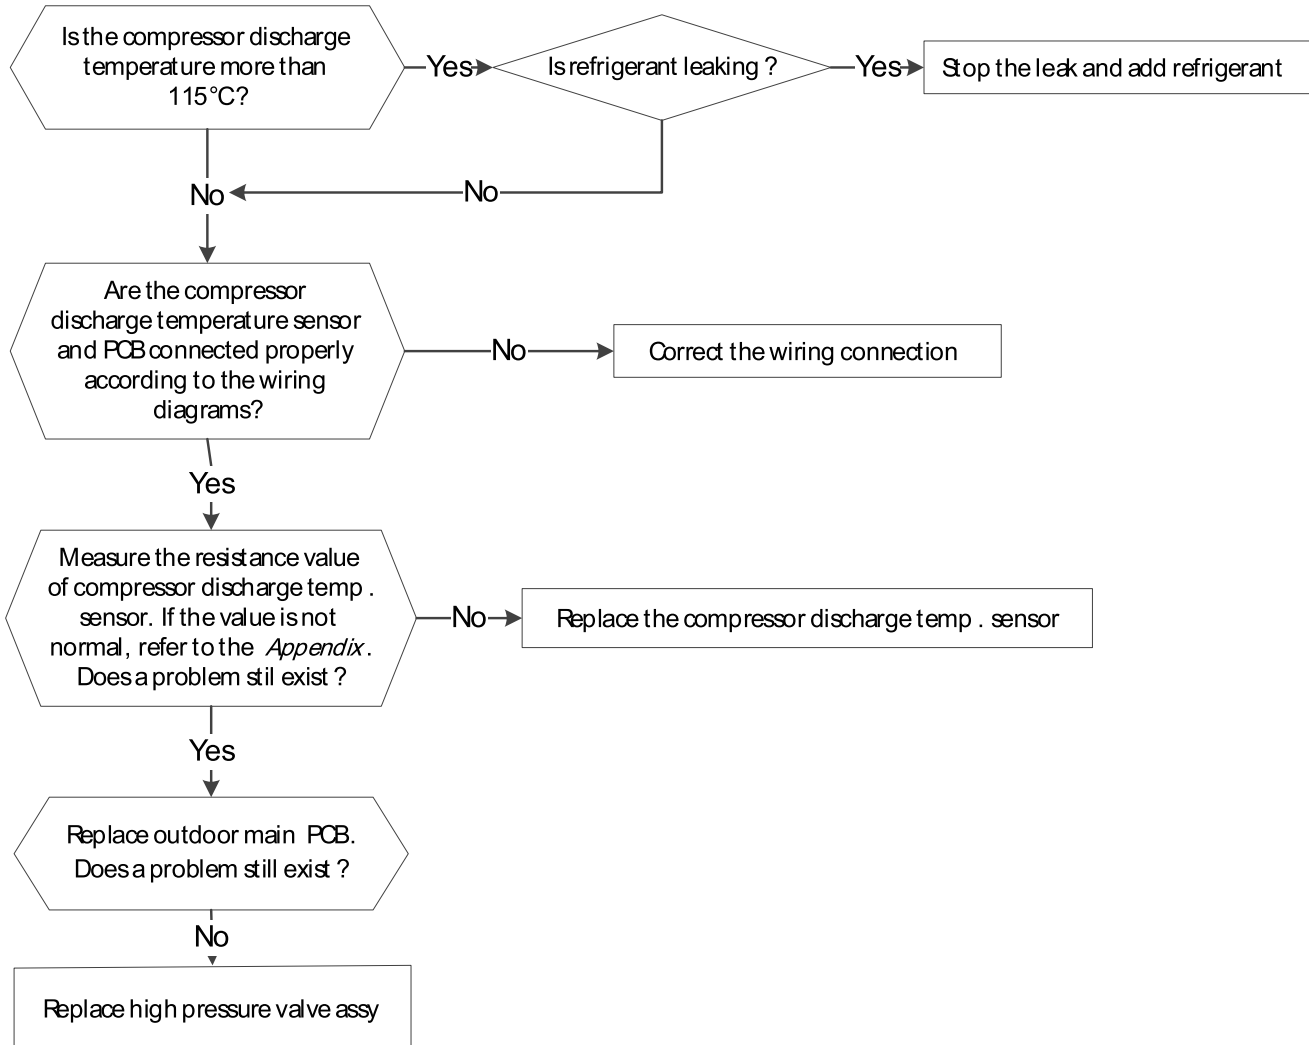 Is the compressor discharge
temperature more than
115°C?
Yes
Is refrigerant leaking ?
Yes
Stop the leak and add refrigerant
No
No
Are the compressor
discharge temperature sensor
and PCB connected properly
according to the wiring
diagrams?
No
Correct the wiring connection
Yes
Measure the resistance value
of compressor discharge temp .
sensor. If the value is not
normal, refer to the Appendix .
Does a problem stil exist ?
No
Replace the compressor discharge temp . sensor
Yes
Replace outdoor main PCB.
Does a problem still exist ?
No
Replace high pressure valve assy